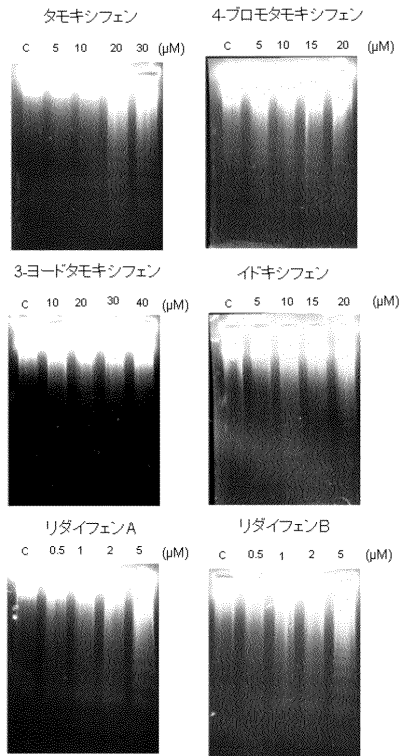 タモキシフェン
C 5 10 20 30 (μM)
4-ブロモタモキシフェン
C 5 10 15 20 (μM)
3-ヨードタモキシフェン
C 10 20 30 40 (μM)
イドキシフェン
C 5 10 15 20 (μM)
リダイフェンA
C 0.5 1 2 5 (μM)
リダイフェンB
C 0.5 1 2 5 (μM)